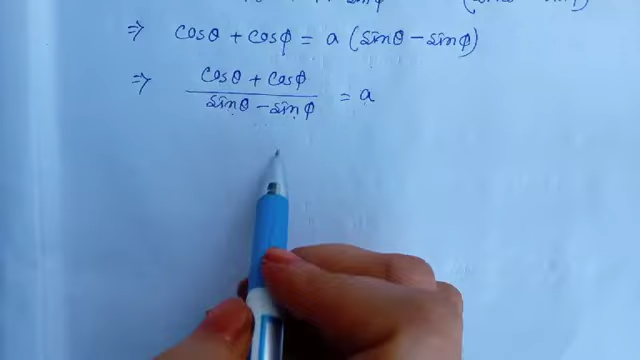 ⇒ cosθ + cosφ = a (sinθ − sinφ)
⇒ cosθ + cosφ / sinθ − sinφ = a